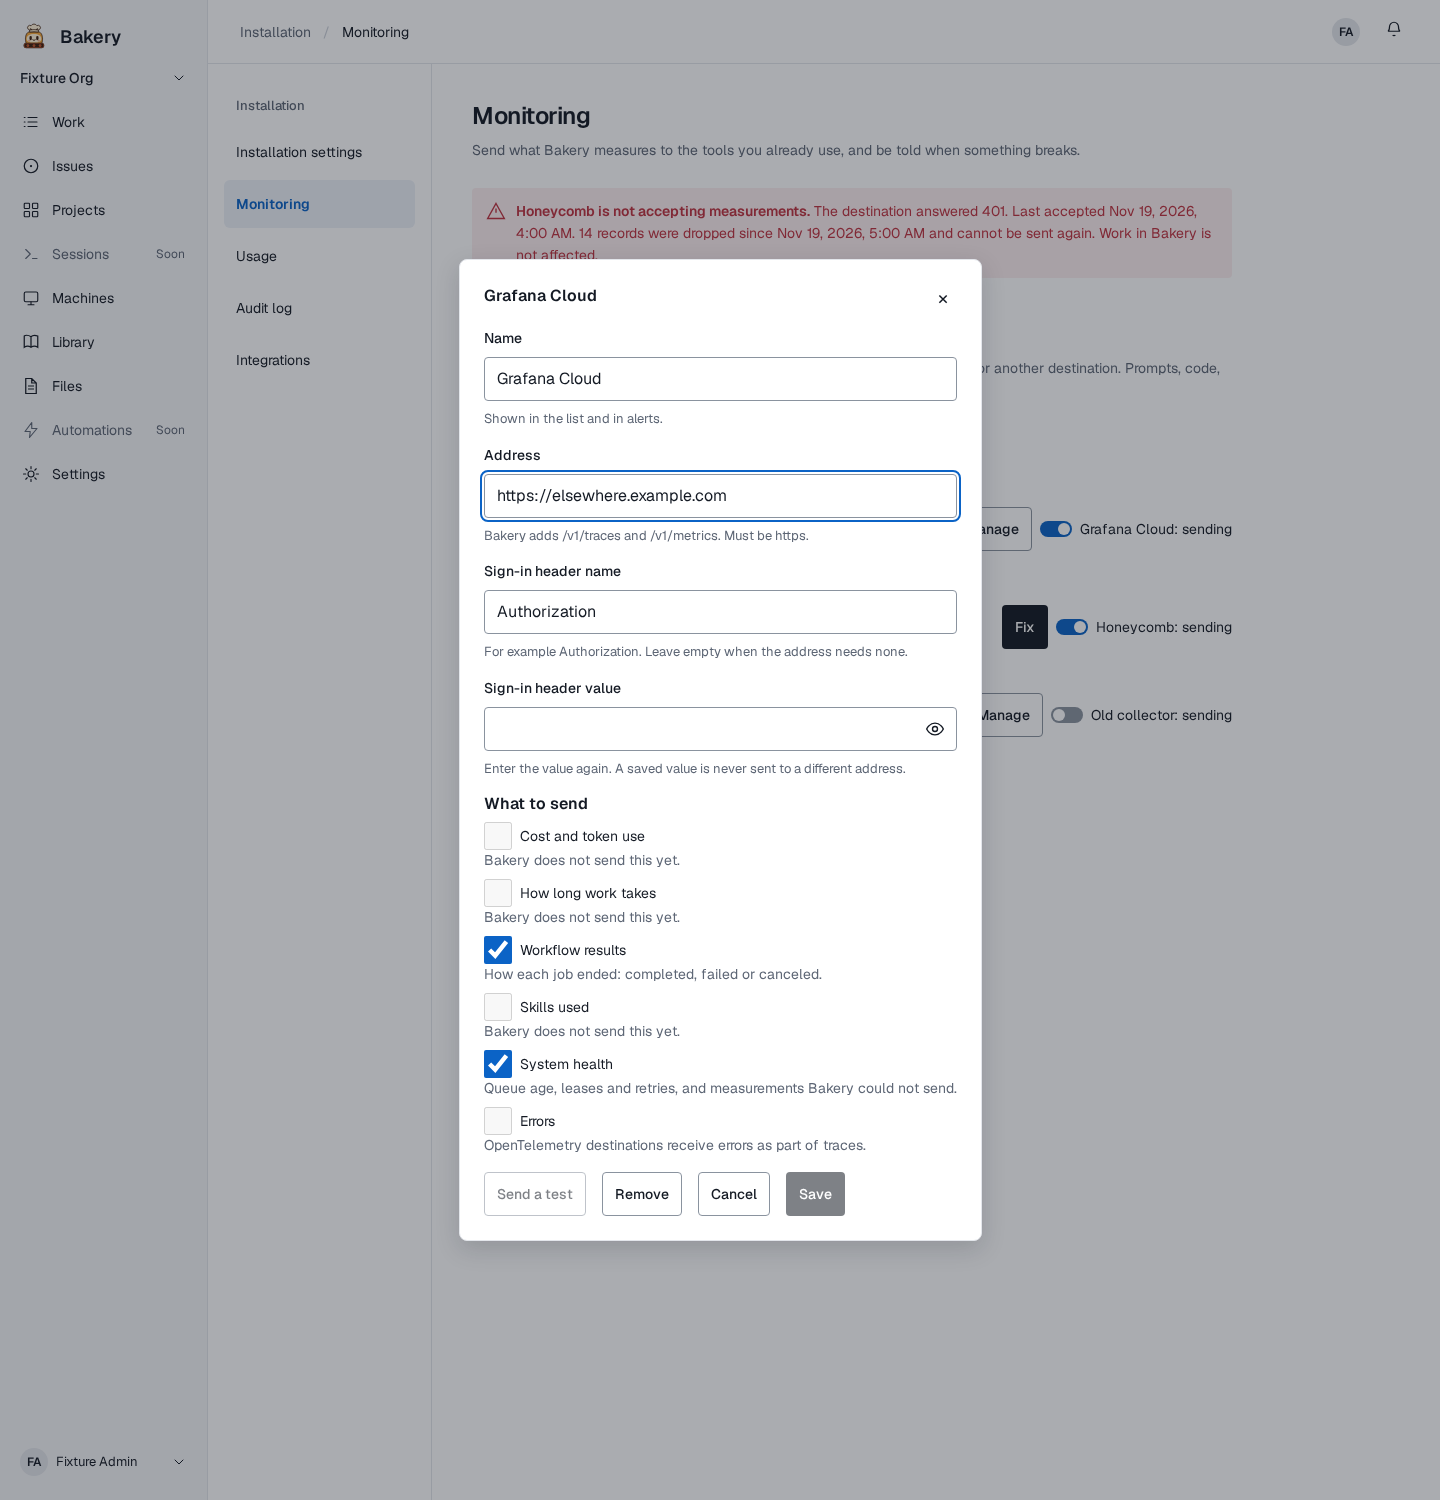 Bakery
Fixture Org
Work
Issues
Projects
Sessions Soon
Machines
Library
Files
Automations Soon
Settings
FA Fixture Admin
Installation / Monitoring
FA
Installation
Installation settings
Monitoring
Usage
Audit log
Integrations
Monitoring
Send what Bakery measures to the tools you already use, and be told when something breaks.
Honeycomb is not accepting measurements. The destination answered 401. Last accepted Nov 19, 2026,
4:00 AM. 14 records were dropped since Nov 19, 2026, 5:00 AM and cannot be sent again. Work in Bakery is
not affected.
or another destination. Prompts, code,
Manage Grafana Cloud: sending
Fix Honeycomb: sending
Manage Old collector: sending
Grafana Cloud
Name
Grafana Cloud
Shown in the list and in alerts.
Address
https://elsewhere.example.com
Bakery adds /v1/traces and /v1/metrics. Must be https.
Sign-in header name
Authorization
For example Authorization. Leave empty when the address needs none.
Sign-in header value
Enter the value again. A saved value is never sent to a different address.
What to send
Cost and token use
Bakery does not send this yet.
How long work takes
Bakery does not send this yet.
Workflow results
How each job ended: completed, failed or canceled.
Skills used
Bakery does not send this yet.
System health
Queue age, leases and retries, and measurements Bakery could not send.
Errors
OpenTelemetry destinations receive errors as part of traces.
Send a test Remove Cancel Save